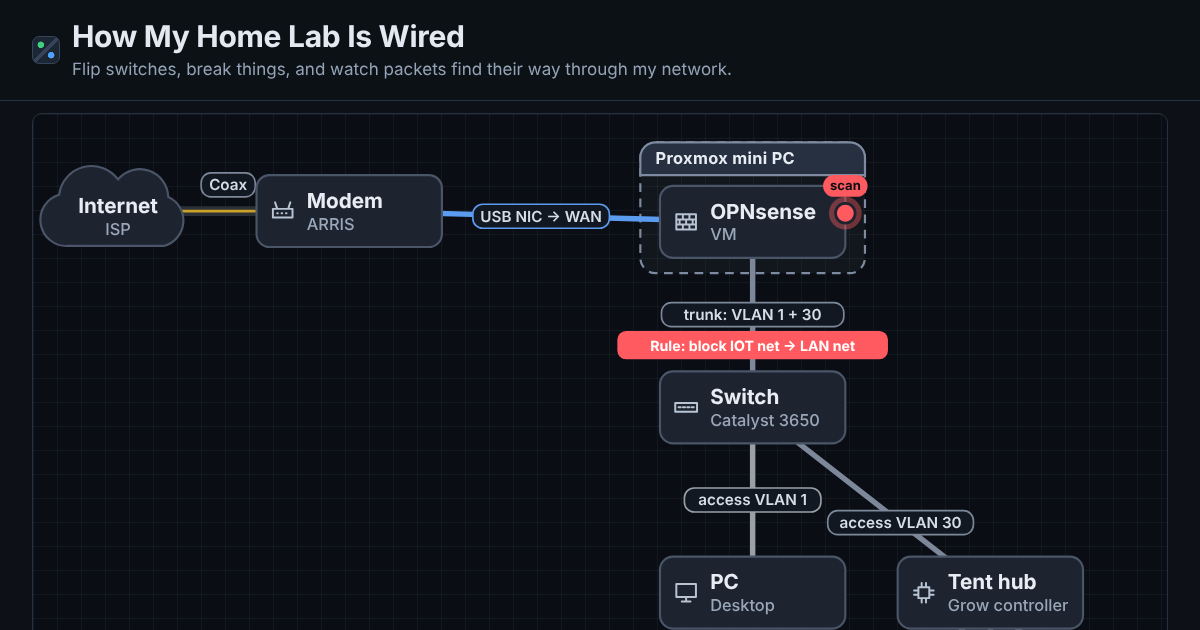 How My Home Lab Is Wired
Flip switches, break things, and watch packets find their way through my network.
Proxmox mini PC
Internet
ISP
Coax
Modem
ARRIS
USB NIC → WAN
OPNsense
VM
scan
trunk: VLAN 1 + 30
Rule: block IOT net → LAN net
Switch
Catalyst 3650
access VLAN 1
access VLAN 30
PC
Desktop
Tent hub
Grow controller